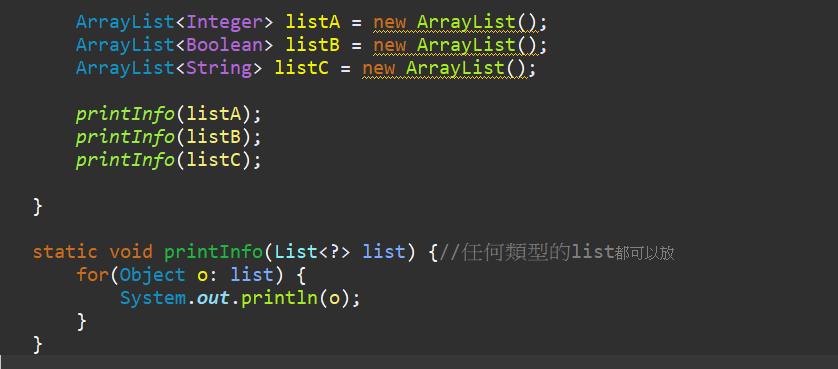 ArrayList<Integer> listA = new ArrayList();
ArrayList<Boolean> listB = new ArrayList();
ArrayList<String> listC = new ArrayList();
printInfo(listA);
printInfo(listB);
printInfo(listC);
}
static void printInfo(List<?> list) {//任何類型的list都可以放
for(Object o: list) {
System.out.println(o);
}
}